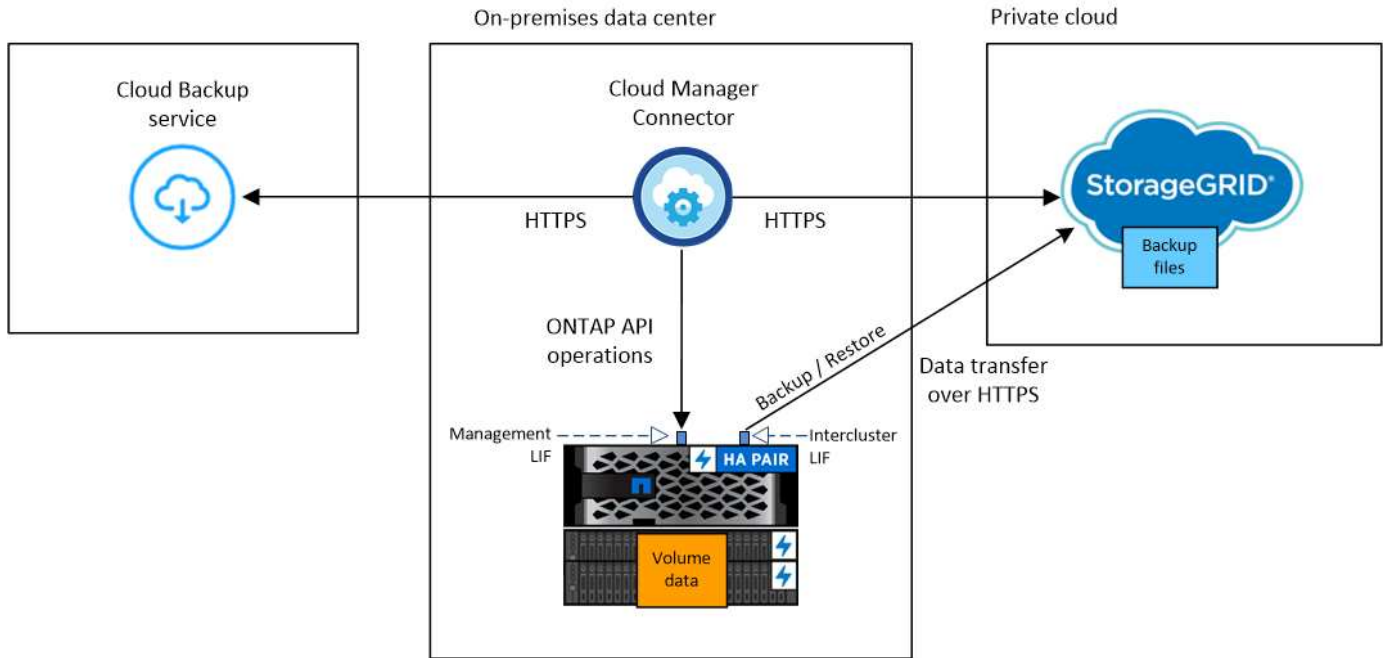 On-premises data center
Private cloud
Cloud Backup
service
Cloud Manager
Connector
HTTPS
HTTPS
StorageGRID®
Backup
files
ONTAP API
operations
Backup / Restore
Data transfer
over HTTPS
Management
LIF
Intercluster
LIF
HA PAIR
Volume
data